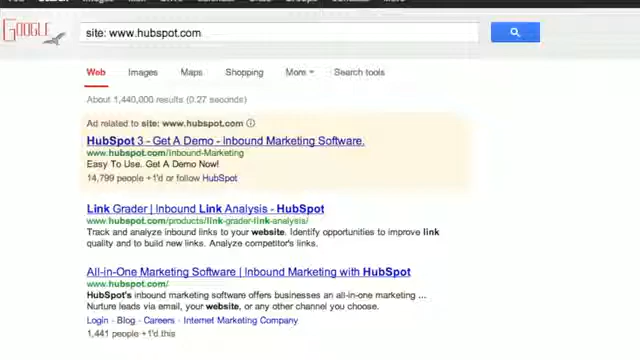 Google
site: www.hubspot.com
Web Images Maps Shopping More Search tools
About 1,440,000 results (0.27 seconds)
Ad related to site: www.hubspot.com
HubSpot 3 - Get A Demo - Inbound Marketing Software.
www.hubspot.com/Inbound-Marketing
Easy To Use. Get A Demo Now!
14,799 people +1'd or follow HubSpot
Link Grader | Inbound Link Analysis - HubSpot
www.hubspot.com/products/link-grader-link-analysis/
Track and analyze inbound links to your website. Identify opportunities to improve link
quality and to build new links. Analyze competitor's links.
All-in-One Marketing Software | Inbound Marketing with HubSpot
www.hubspot.com/
HubSpot's inbound marketing software offers businesses an all-in-one marketing ...
Nurture leads via email, your website, or any other channel you choose.
Login - Blog - Careers - Internet Marketing Company
1,441 people +1'd this